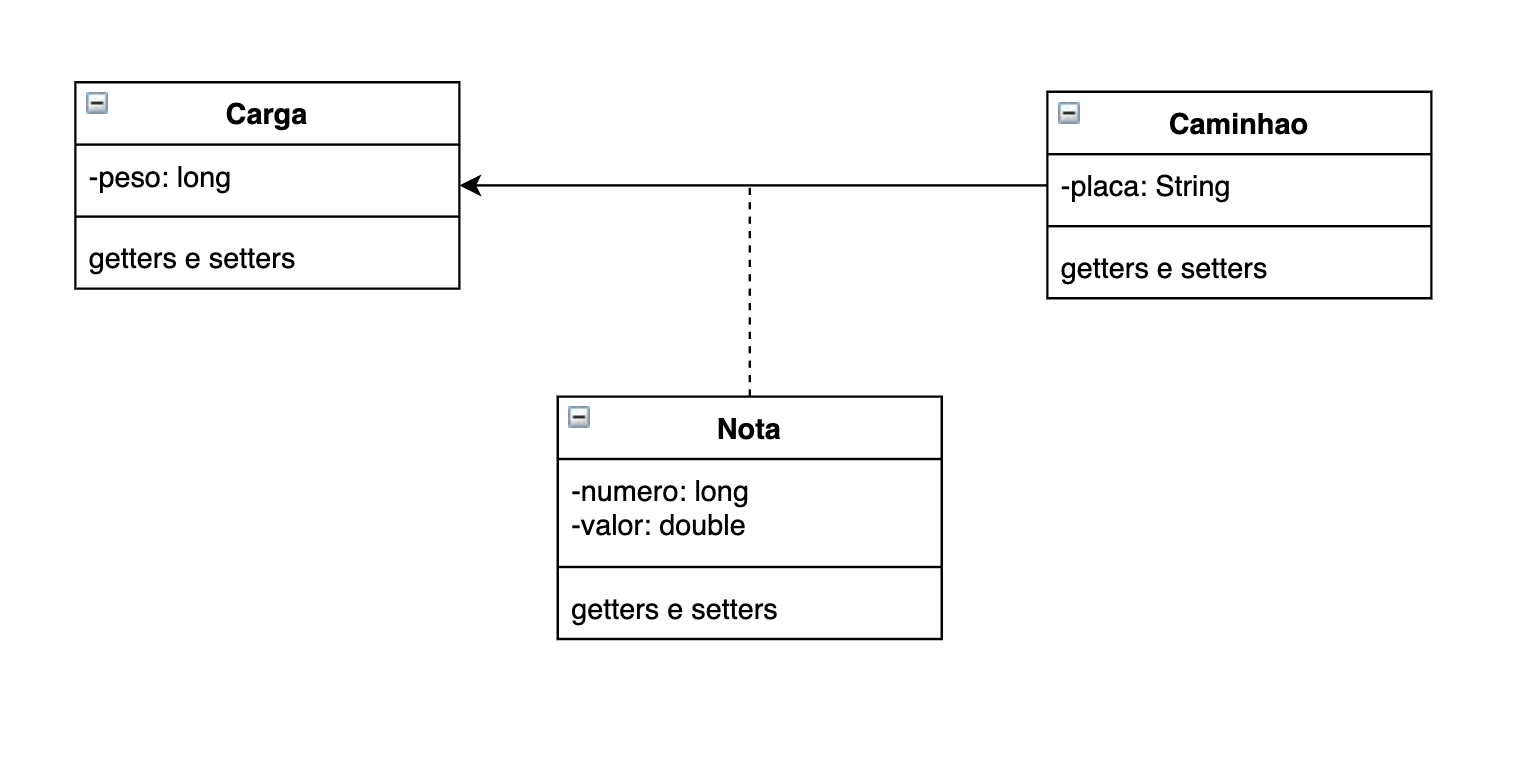 Carga
-peso: long
getters e setters
Caminhao
-placa: String
getters e setters
Nota
-numero: long
-valor: double
getters e setters